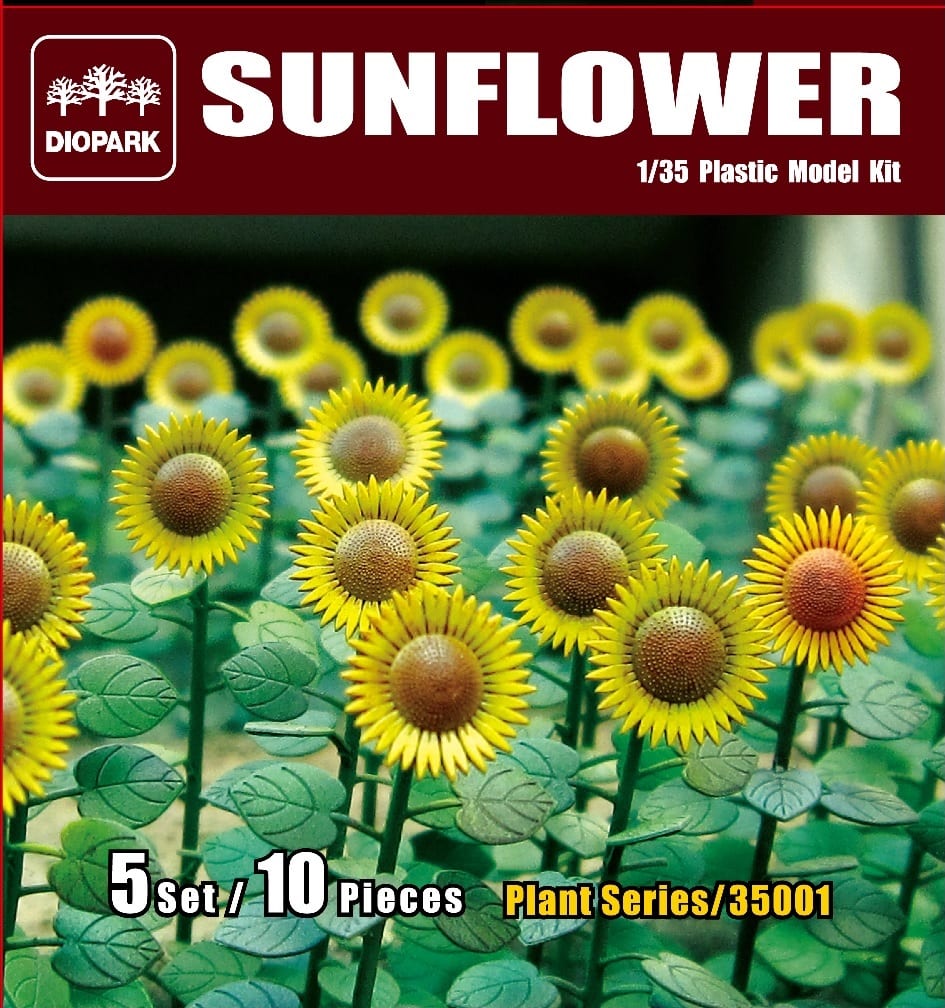 SUNFLOWER
DIOPARK
1/35 Plastic Model Kit
5 Set / 10 Pieces
Plant Series/35001